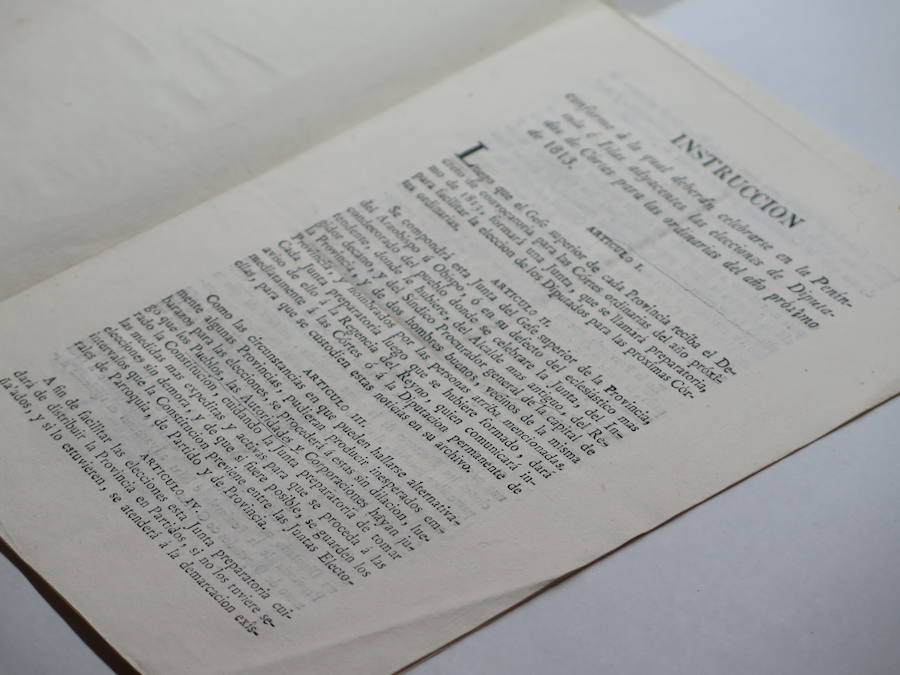 INSTRUCCION
conforme á la qual deberán celebrarse en la Penín-
sula é Islas adyacentes las elecciones de Diputa-
dos de Cortes para las ordinarias del año próximo
de 1813.
ARTICULO I.
Luego que el Gefe superior de cada Provincia reciba el De-
creto de convocatoria para las Cortes ordinarias del año próxi-
mo de 1813, formará una Junta, que se llamará preparatoria,
para facilitar la eleccion de los Diputados para las próximas Cór-
tes ordinarias.
ARTICULO II.
Se compondrá esta Junta del Gefe superior de la Provincia,
del Arzobispo ú Obispo, ó en su defecto del eclesiástico mas
condecorado del pueblo donde se celebrare la Junta, del In-
tendente, donde le hubiere, del Alcalde mas antiguo, del Re-
gidor decano, y del Síndico Procurador general de la capital de
la Provincia, y de dos hombres buenos, vecinos de la misma
Provincia, y nombrados por las personas arriba mencionadas.
Cada Junta preparatoria, luego que se hubiere formado, dará
aviso de ello á la Regencia del Reyno, quien comunicará in-
mediatamente á las Córtes ó á la Diputacion permanente de
ellas, para que se custodien estas noticias en su archivo.
ARTICULO III.
Como las circunstancias en que pueden hallarse alternativa-
mente algunas Provincias, pudieran producir inesperados em-
barazos para las elecciones, se procederá á estas sin dilacion, lue-
go que los Pueblos, las Autoridades y Corporaciones hayan ju-
rado la Constitucion, cuidando la Junta preparatoria de tomar
las medidas mas expeditas y activas para que se proceda á las
elecciones sin demora, y de que si fuere posible, se guarden los
intervalos que la Constitucion previene entre las Juntas Electo-
rales de Parroquia, de Partido y de Provincia.
ARTICULO IV.
A fin de facilitar las elecciones esta Junta preparatoria cui-
dará de distribuir la Provincia en Partidos, si no los tuviere se-
ñalados, y si lo estuvieren, se atenderá á la demarcacion exis-